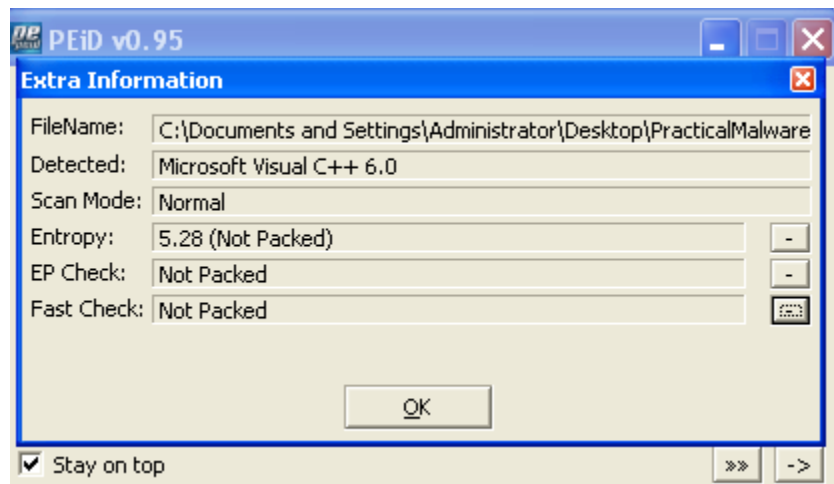 PEiD v0.95
Extra Information
FileName: C:\Documents and Settings\Administrator\Desktop\PracticalMalware
Detected: Microsoft Visual C++ 6.0
Scan Mode: Normal
Entropy: 5.28 (Not Packed) -
EP Check: Not Packed -
Fast Check: Not Packed -
OK
Stay on top >> ->